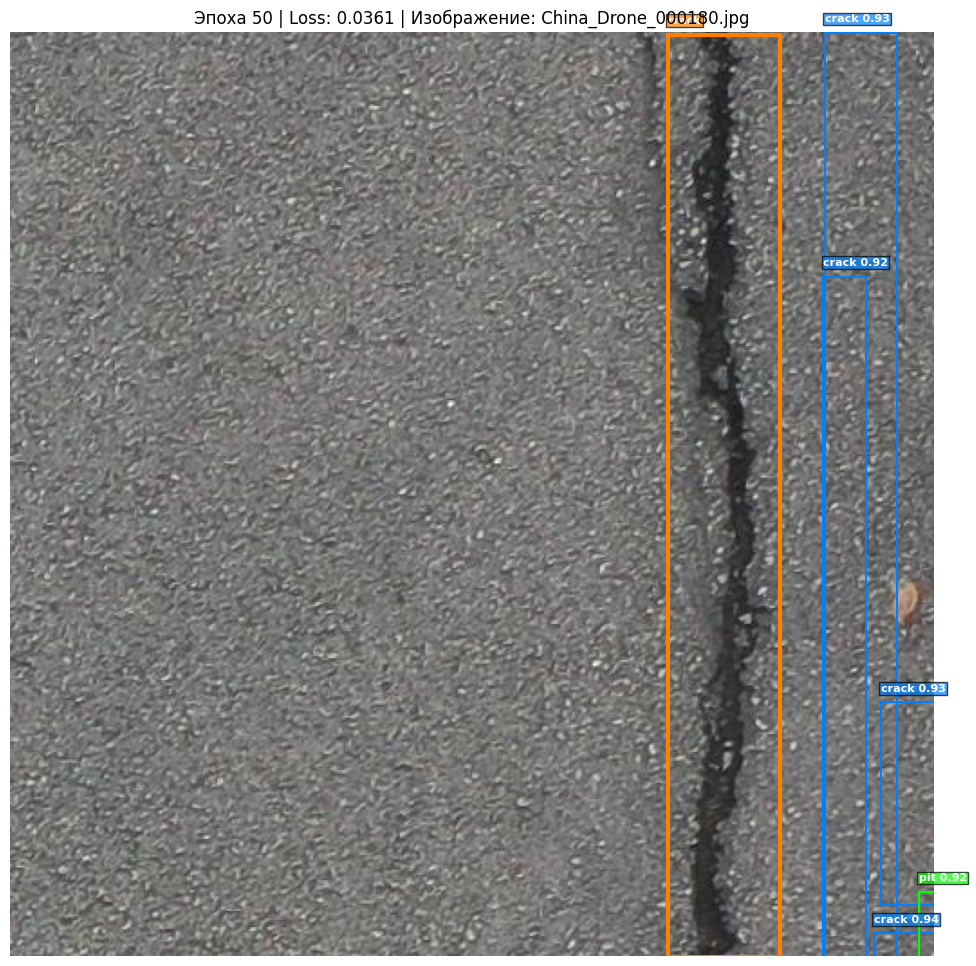 Эпоха 50 | Loss: 0.0361 | Изображение: China_Drone_000180.jpg
crack 0.93
crack 0.92
crack 0.93
pit 0.92
crack 0.94